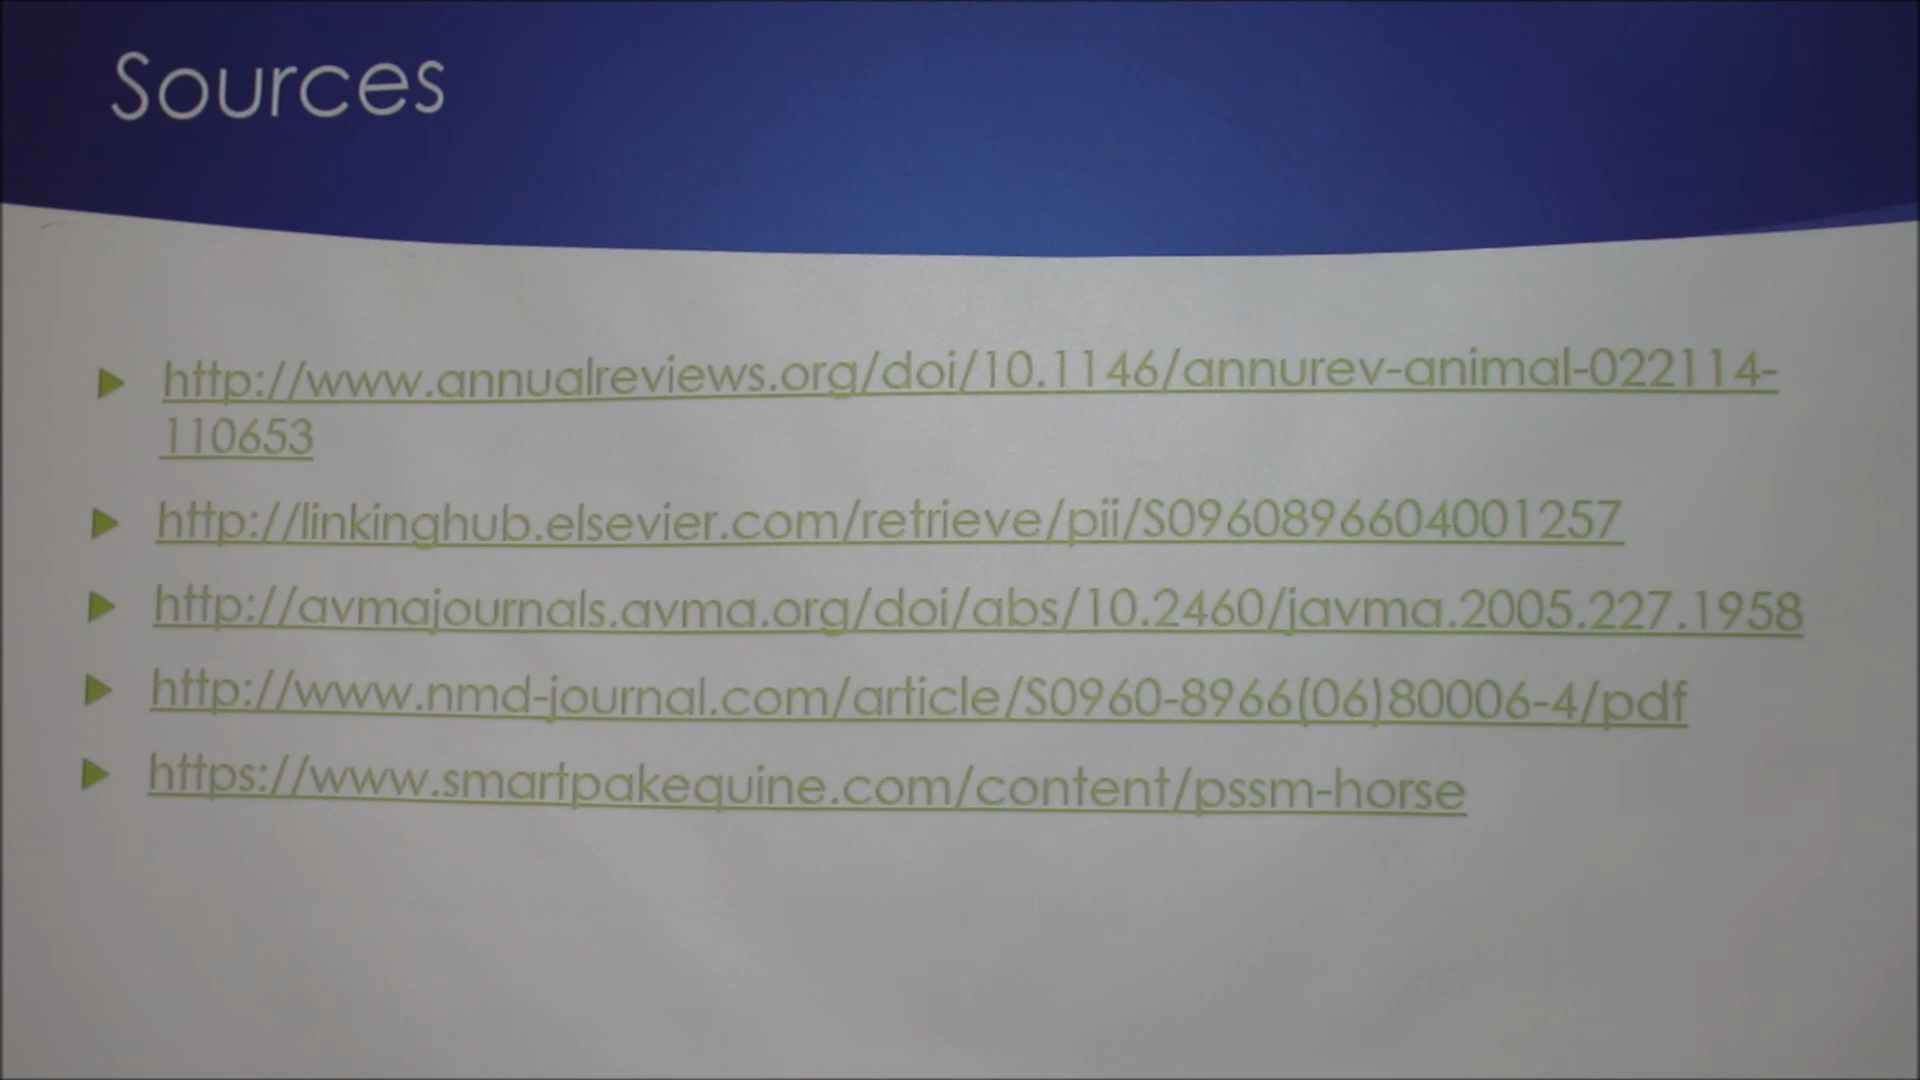 Sources
http://www.annualreviews.org/doi/10.1146/annurev-animal-022114-
110653
http://linkinghub.elsevier.com/retrieve/pii/S0960896604001257
http://avmajournals.avma.org/doi/abs/10.2460/javma.2005.227.1958
http://www.nmd-journal.com/article/S0960-8966(06)80006-4/pdf
https://www.smartpakequine.com/content/pssm-horse